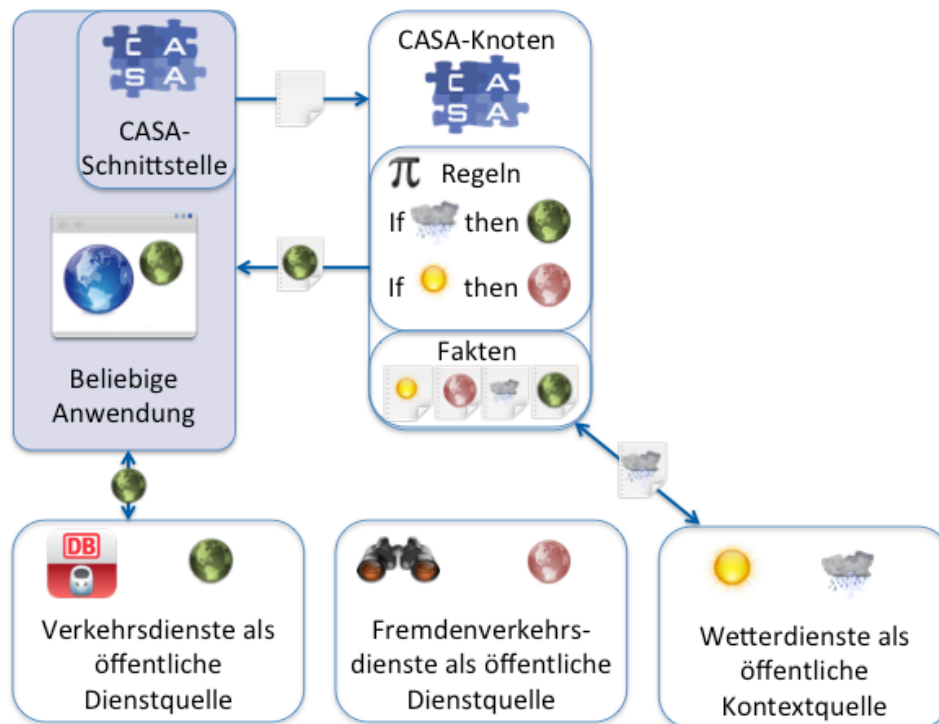 C A
S A
CASA-
Schnittstelle
Beliebige
Anwendung
CASA-Knoten
C A
S A
π Regeln
If then
If then
Fakten
DB
Verkehrsdienste als
öffentliche
Dienstquelle
Fremdenverkehrs-
dienste als öffentliche
Dienstquelle
Wetterdienste als
öffentliche
Kontextquelle